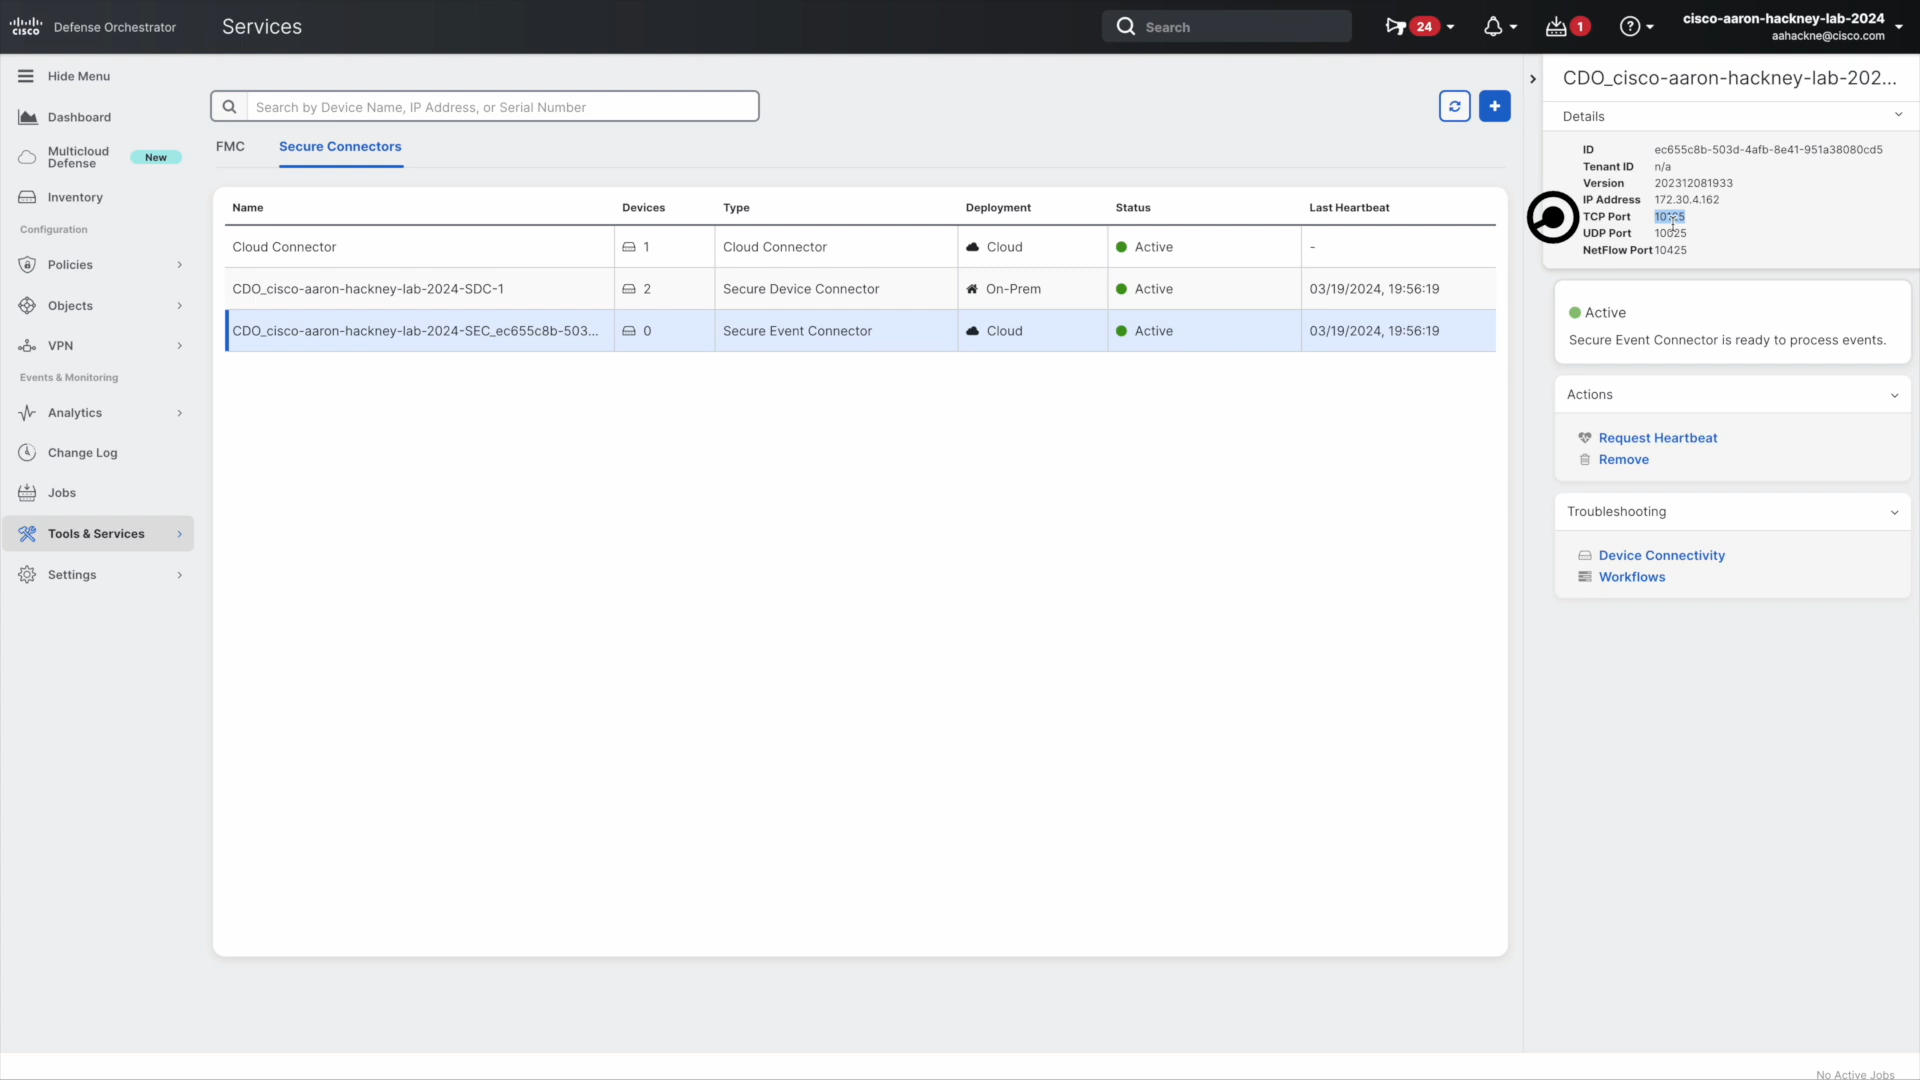 cisco Defense Orchestrator
Services
Search
24
1
cisco-aaron-hackney-lab-2024
aahackne@cisco.com
Hide Menu
Dashboard
Multicloud Defense New
Inventory
Configuration
Policies
Objects
VPN
Events & Monitoring
Analytics
Change Log
Jobs
Tools & Services
Settings
Search by Device Name, IP Address, or Serial Number
FMC Secure Connectors
Name Devices Type Deployment Status Last Heartbeat
Cloud Connector 1 Cloud Connector Cloud Active -
CDO_cisco-aaron-hackney-lab-2024-SDC-1 2 Secure Device Connector On-Prem Active 03/19/2024, 19:56:19
CDO_cisco-aaron-hackney-lab-2024-SEC_ec655c8b-503... 0 Secure Event Connector Cloud Active 03/19/2024, 19:56:19
CDO_cisco-aaron-hackney-lab-202...
Details
ID ec655c8b-503d-4afb-8e41-951a38080cd5
Tenant ID n/a
Version 202312081933
IP Address 172.30.4.162
TCP Port 10125
UDP Port 10025
NetFlow Port 10425
Active
Secure Event Connector is ready to process events.
Actions
Request Heartbeat
Remove
Troubleshooting
Device Connectivity
Workflows
No Active Jobs